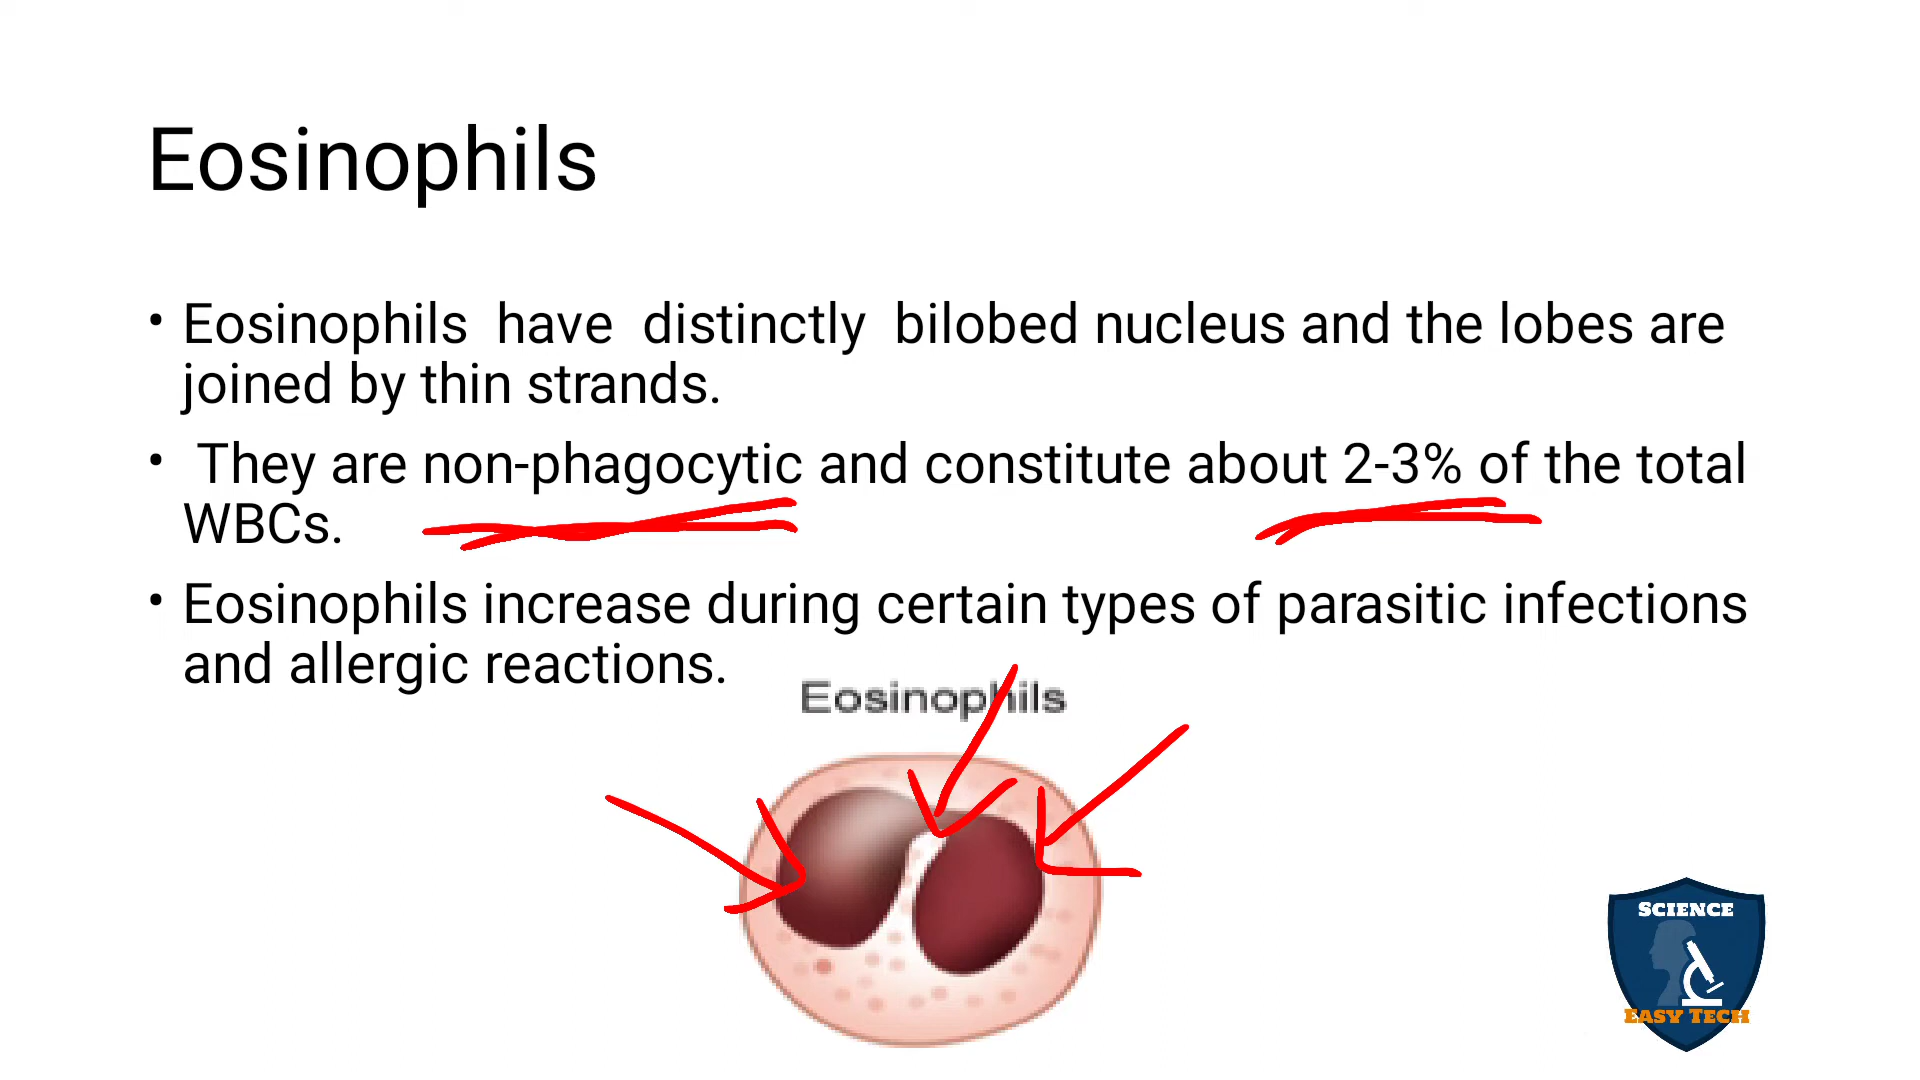 Eosinophils
• Eosinophils have distinctly bilobed nucleus and the lobes are
joined by thin strands.
• They are non-phagocytic and constitute about 2-3% of the total
WBCs.
• Eosinophils increase during certain types of parasitic infections
and allergic reactions.
Eosinophils
SCIENCE
EASY TECH